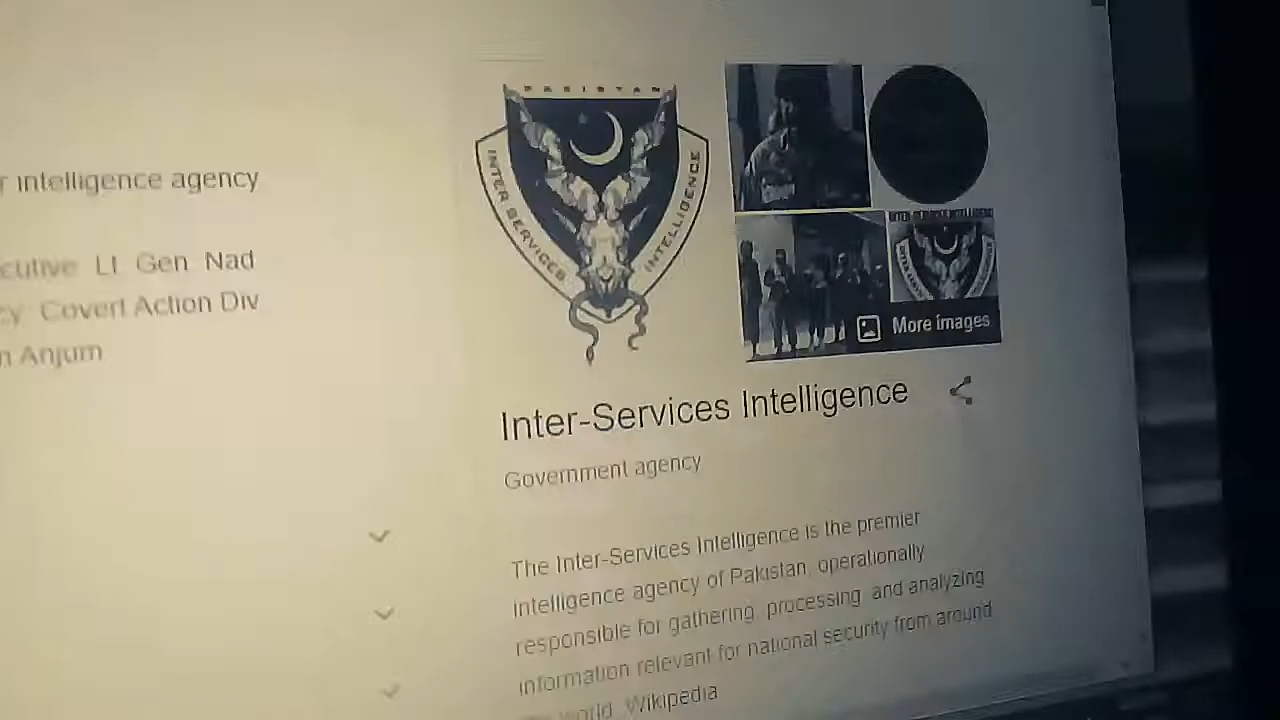 r intelligence agency
cutive Lt Gen Nad
cy Covert Action Div
n Anjum
PAKISTAN
INTER SERVICES INTELLIGENCE
More images
Inter-Services Intelligence
Government agency
The Inter-Services Intelligence is the premier
intelligence agency of Pakistan, operationally
responsible for gathering, processing, and analyzing
information relevant for national security from around
world. Wikipedia